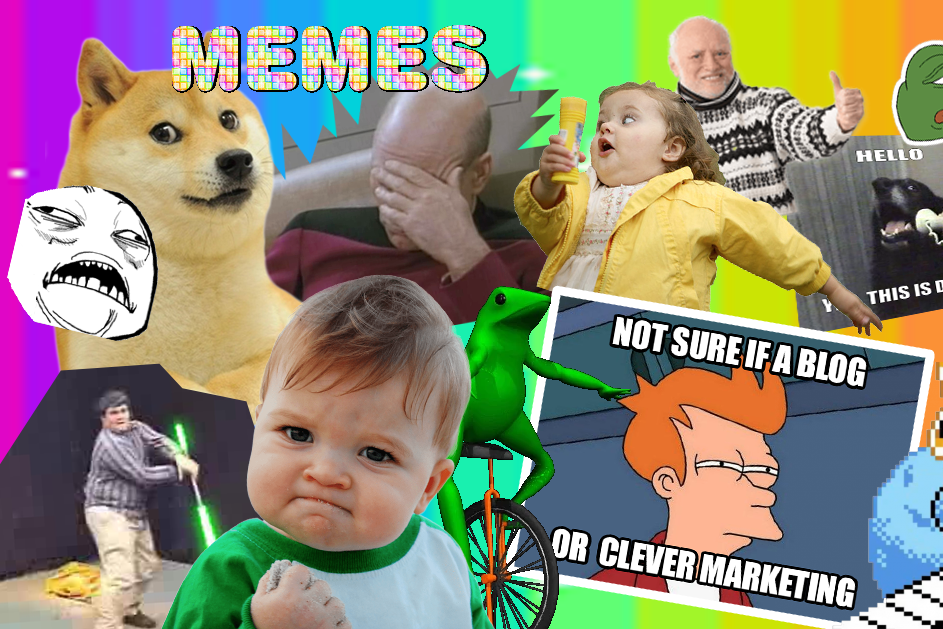 MEMES
HELLO
THIS IS
NOT SURE IF A BLOG
OR CLEVER MARKETING